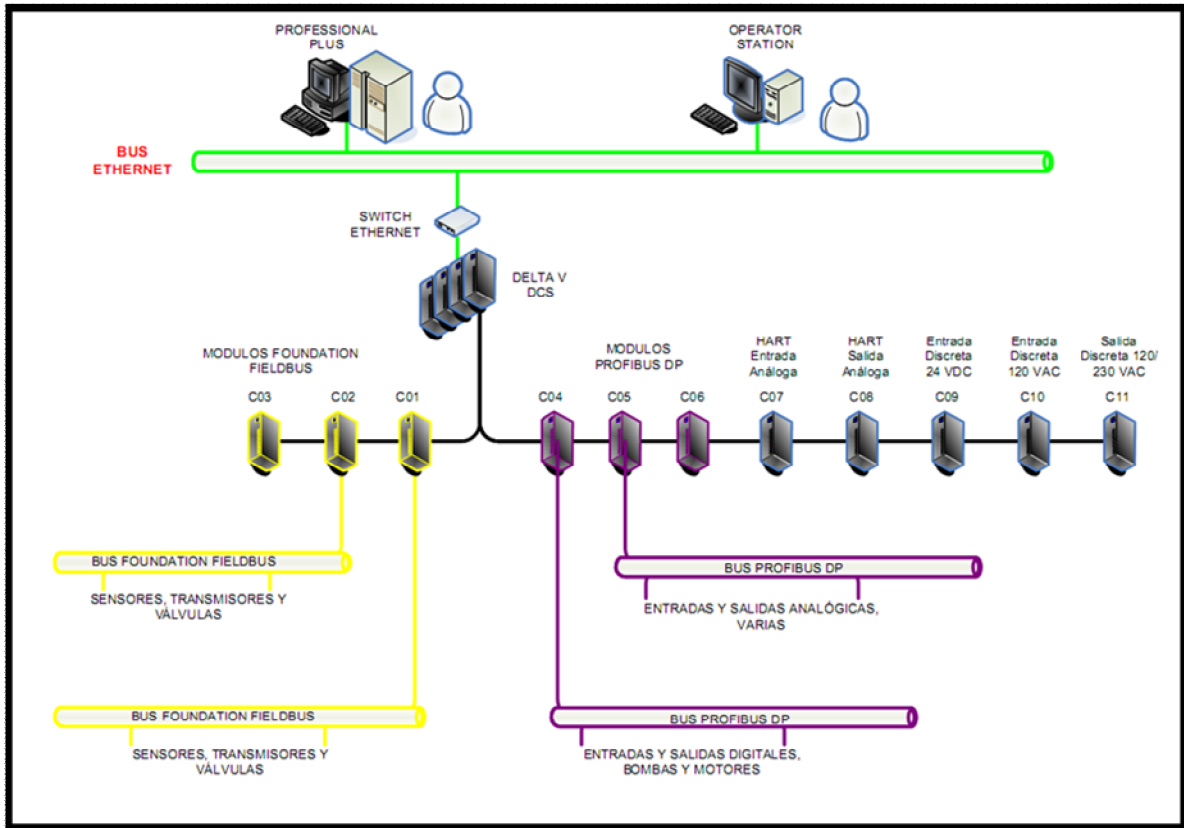 PROFESSIONAL
PLUS
OPERATOR
STATION
BUS
ETHERNET
SWITCH
ETHERNET
DELTA V
DCS
MODULOS FOUNDATION
FIELDBUS
MODULOS
PROFIBUS DP
HART
Entrada
Análoga
HART
Salida
Análoga
Entrada
Discreta
24 VDC
Entrada
Discreta
120 VAC
Salida
Discreta 120/
230 VAC
C03
C02
C01
C04
C05
C06
C07
C08
C09
C10
C11
BUS FOUNDATION FIELDBUS
SENSORES, TRANSMISORES Y
VÁLVULAS
BUS PROFIBUS DP
ENTRADAS Y SALIDAS ANALÓGICAS,
VARIAS
BUS FOUNDATION FIELDBUS
SENSORES, TRANSMISORES Y
VÁLVULAS
BUS PROFIBUS DP
ENTRADAS Y SALIDAS DIGITALES,
BOMBAS Y MOTORES